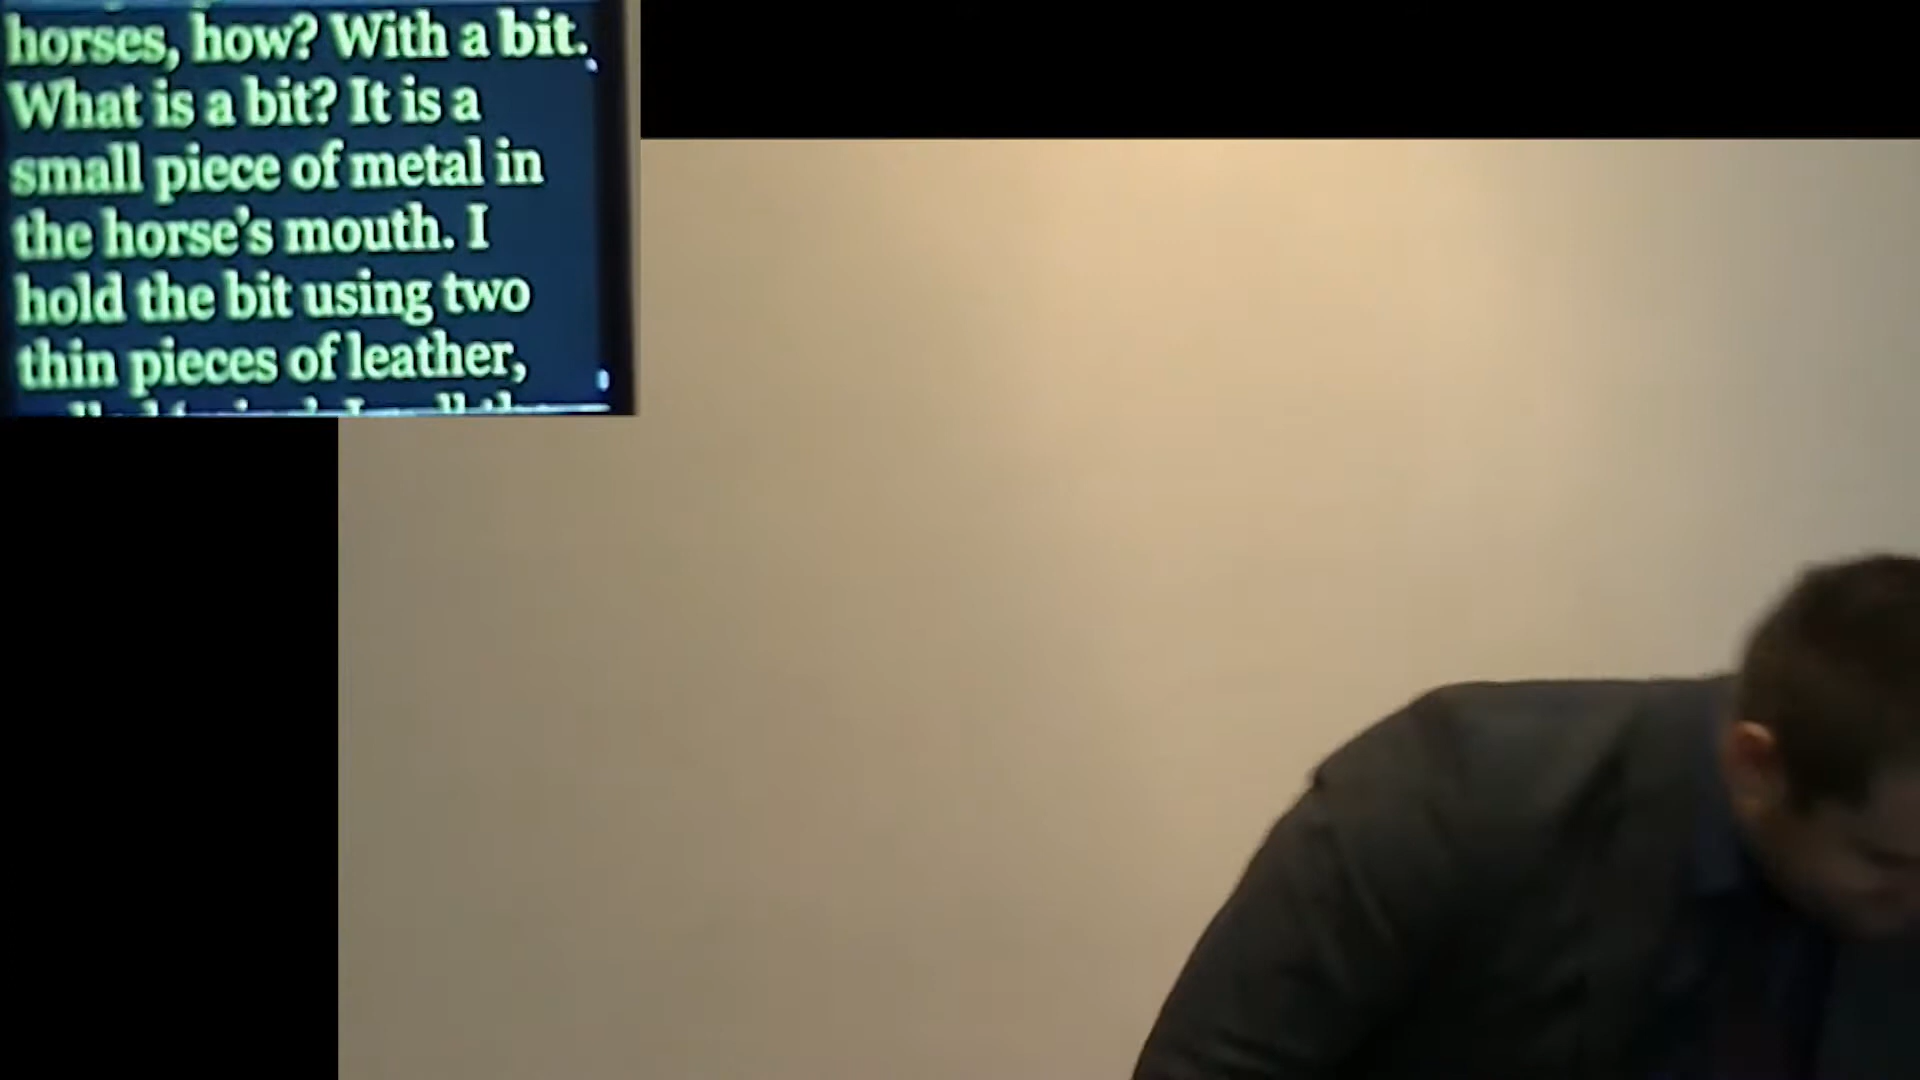 horses, how? With a bit.
What is a bit? It is a
small piece of metal in
the horse's mouth. I
hold the bit using two
thin pieces of leather,